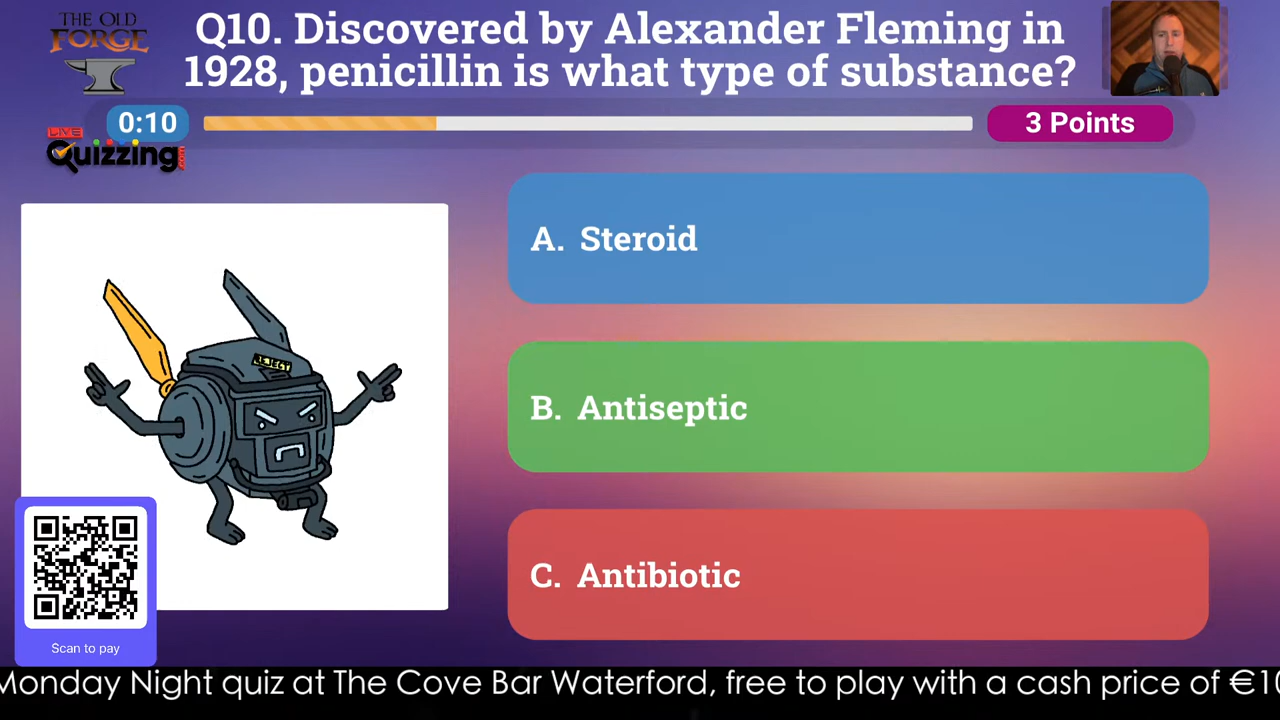 THE OLD
FORGE
Q10. Discovered by Alexander Fleming in
1928, penicillin is what type of substance?
0:10
3 Points
LIVE
Quizzing
.com
A. Steroid
B. Antiseptic
C. Antibiotic
REJECT
Scan to pay
Monday Night quiz at The Cove Bar Waterford, free to play with a cash price of €10